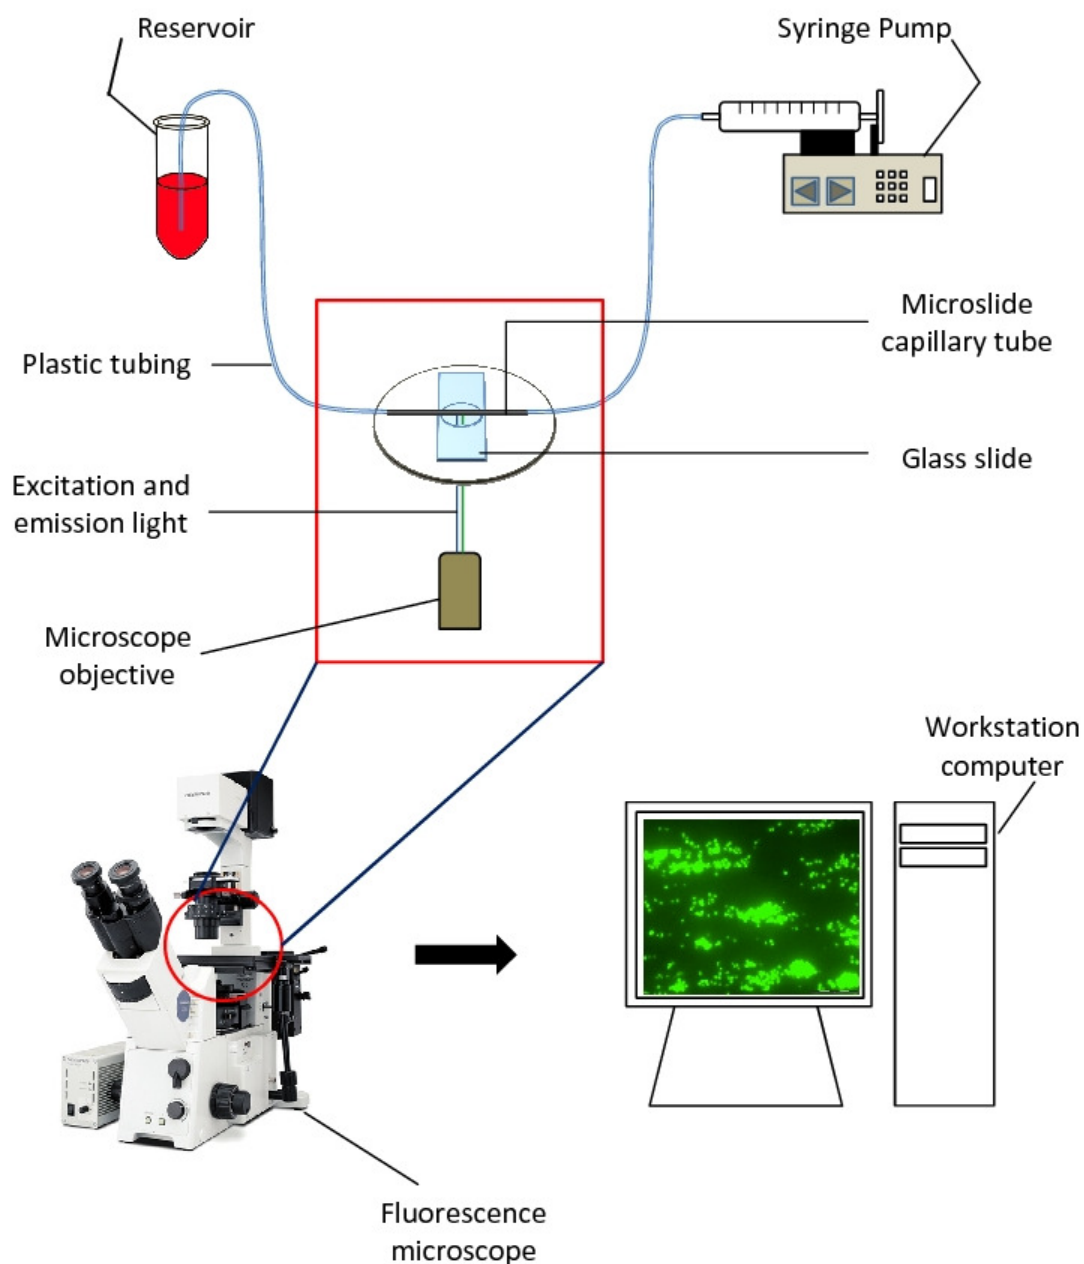 Reservoir
Syringe Pump
Microslide
capillary tube
Plastic tubing
Glass slide
Excitation and
emission light
Microscope
objective
Workstation
computer
Fluorescence
microscope